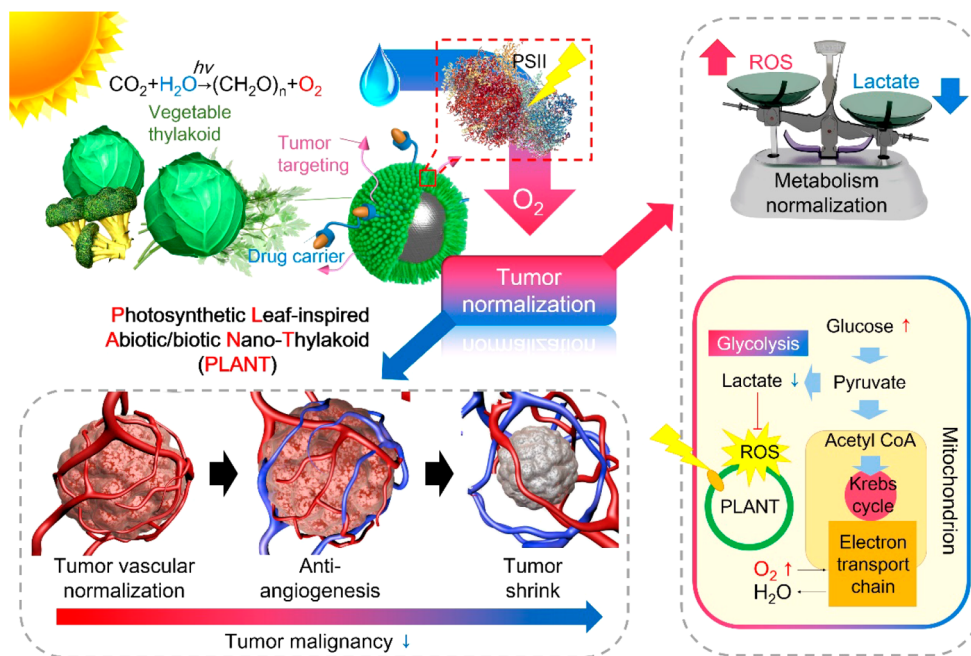 hv
CO₂+H₂O→(CH₂O)ₙ+O₂
Vegetable
thylakoid
Tumor
targeting
Drug carrier
PSII
O₂
Photosynthetic Leaf-inspired
Abiotic/biotic Nano-Thylakoid
(PLANT)
Tumor
normalization
ROS
Lactate
Metabolism
normalization
Glycolysis
Glucose ↑
Lactate ↓
Pyruvate
ROS
PLANT
Acetyl CoA
Krebs
cycle
Electron
transport
chain
O₂ ↑
H₂O
Mitochondrion
Tumor vascular
normalization
Anti-
angiogenesis
Tumor
shrink
Tumor malignancy ↓